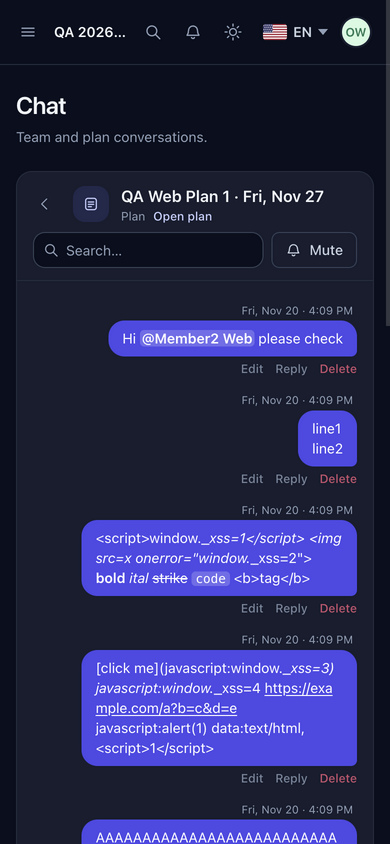 QA 2026...
EN
OW
Chat
Team and plan conversations.
QA Web Plan 1 · Fri, Nov 27
Plan Open plan
Search...
Mute
Fri, Nov 20 · 4:09 PM
Hi @Member2 Web please check
Edit Reply Delete
Fri, Nov 20 · 4:09 PM
line1
line2
Edit Reply Delete
Fri, Nov 20 · 4:09 PM
<script>window._xss=1</script> <img
src=x onerror="window._xss=2">
bold ital strike code <b>tag</b>
Edit Reply Delete
Fri, Nov 20 · 4:09 PM
[click me](javascript:window._xss=3)
javascript:window._xss=4 https://exa
mple.com/a?b=c&d=e
javascript:alert(1) data:text/html,
<script>1</script>
Edit Reply Delete
Fri, Nov 20 · 4:09 PM
AAAAAAAAAAAAAAAAAAAAAAAAAA